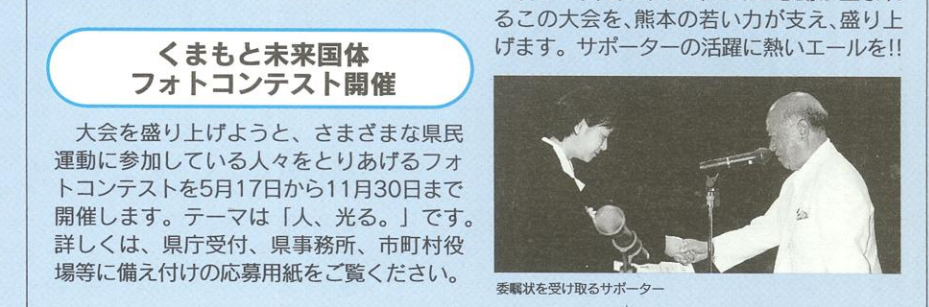 くまもと未来国体
フォトコンテスト開催
大会を盛り上げようと、さまざまな県民
運動に参加している人々をとりあげるフォ
トコンテストを5月17日から11月30日まで
開催します。テーマは「人、光る。」です。
詳しくは、県庁受付、県事務所、市町村役
場等に備え付けの応募用紙をご覧ください。
るこの大会を、熊本の若い力が支え、盛り上
げます。サポーターの活躍に熱いエールを!!
委嘱状を受け取るサポーター